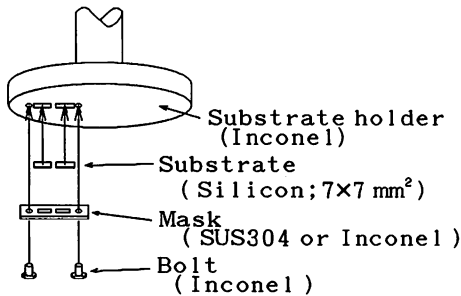 Substrate holder
(Inconel)
Substrate
(Silicon;7×7 mm²)
Mask
(SUS304 or Inconel)
Bolt
(Inconel)